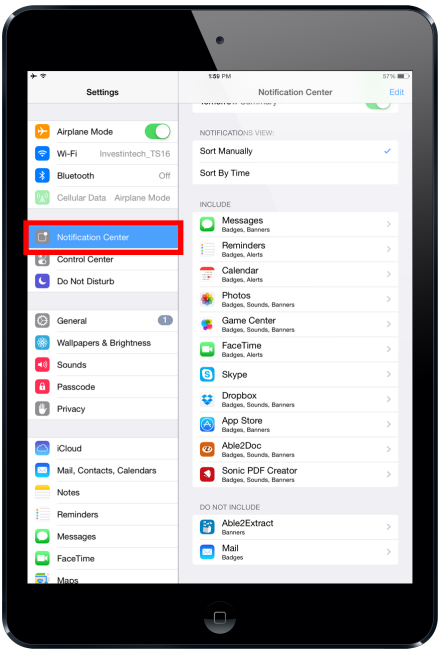 1:59 PM
57%
Settings
Notification Center
Edit
Airplane Mode
Wi-Fi Investintech_TS16
Bluetooth Off
Cellular Data Airplane Mode
Notification Center
Control Center
Do Not Disturb
General 1
Wallpapers & Brightness
Sounds
Passcode
Privacy
iCloud
Mail, Contacts, Calendars
Notes
Reminders
Messages
FaceTime
Maps
Tomorrow Summary
NOTIFICATIONS VIEW:
Sort Manually
Sort By Time
INCLUDE
Messages
Badges, Banners
Reminders
Badges, Alerts
Calendar
Badges, Alerts
Photos
Badges, Sounds, Banners
Game Center
Badges, Sounds, Banners
FaceTime
Badges, Alerts
Skype
Dropbox
Badges, Sounds, Banners
App Store
Badges, Banners
Able2Doc
Badges, Sounds, Banners
Sonic PDF Creator
Badges, Sounds, Banners
DO NOT INCLUDE
Able2Extract
Banners
Mail
Badges